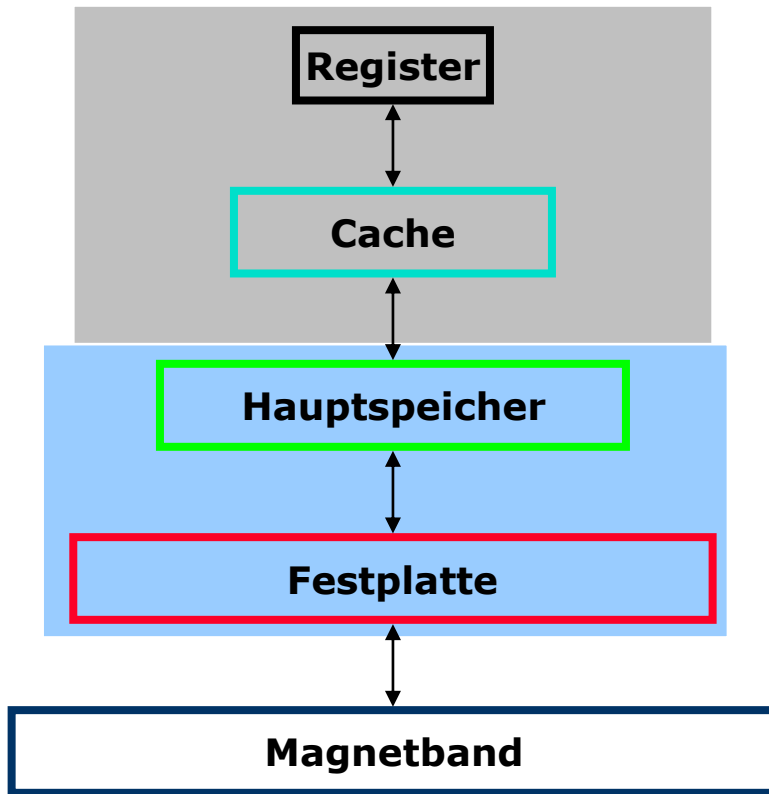 Register
Cache
Hauptspeicher
Festplatte
Magnetband